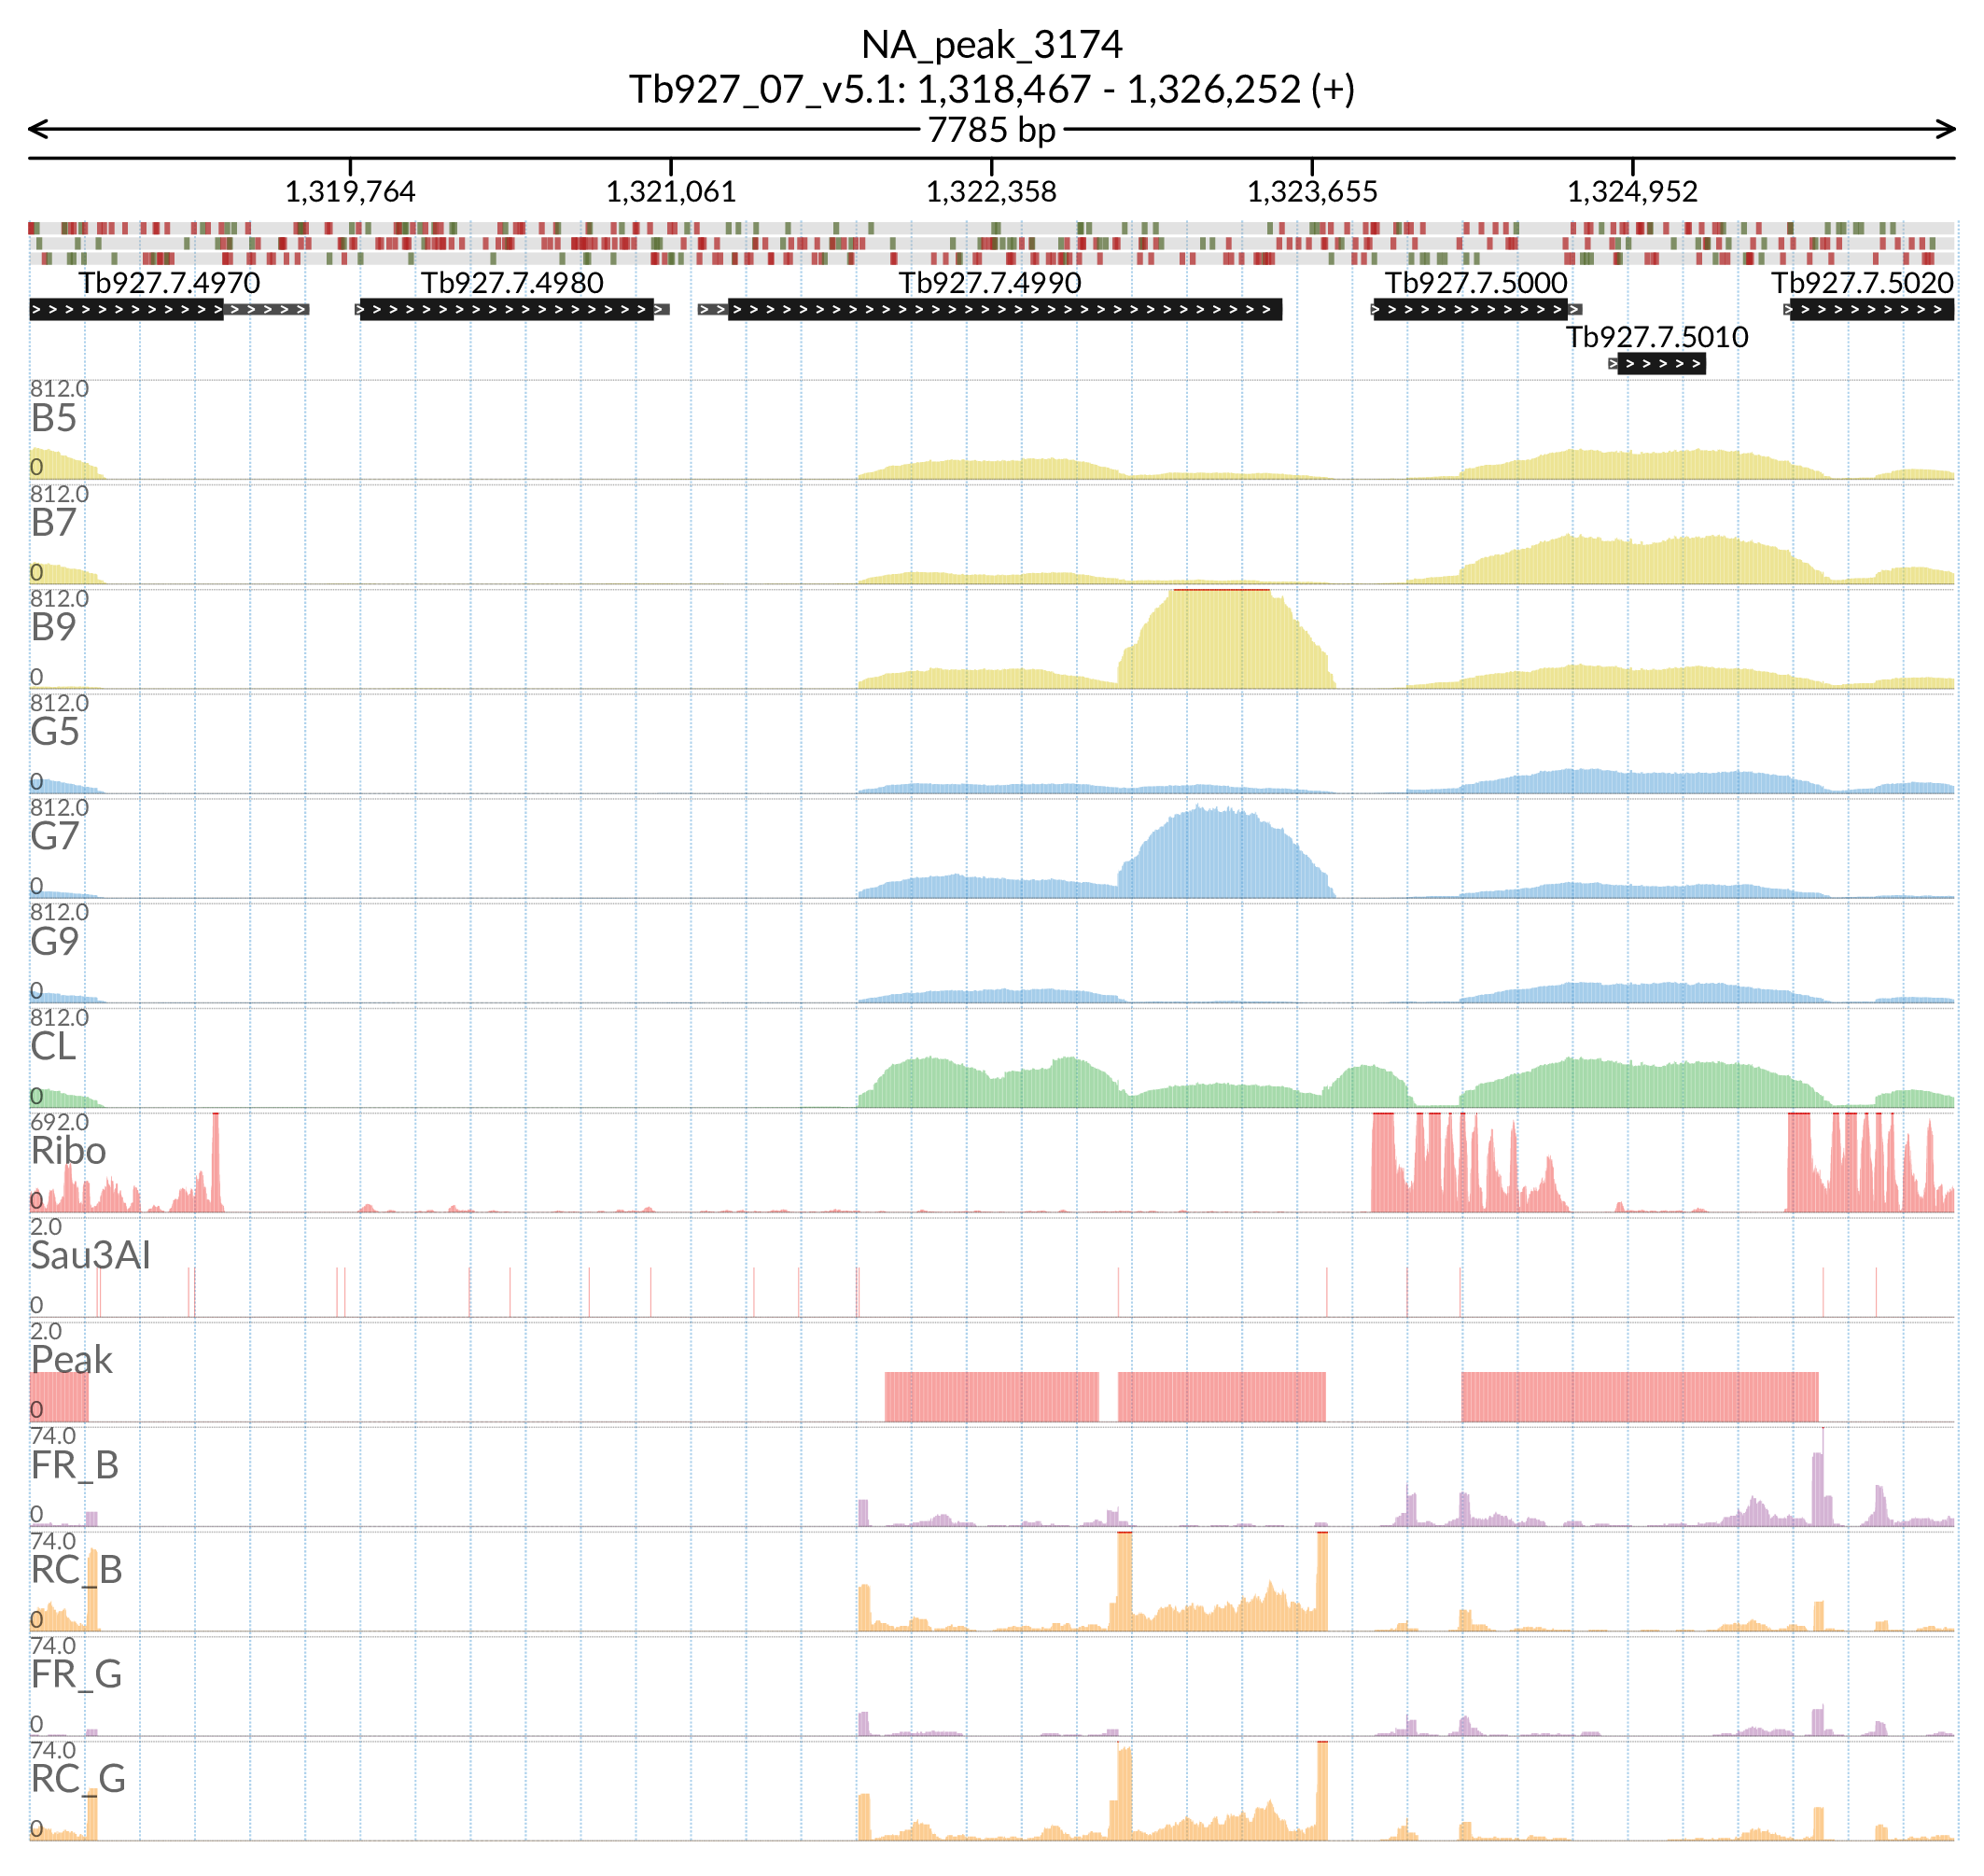 NA_peak_3174
Tb927_07_v5.1: 1,318,467 - 1,326,252 (+)
7785 bp
1,319,764 1,321,061 1,322,358 1,323,655 1,324,952
Tb927.7.4970 Tb927.7.4980 Tb927.7.4990 Tb927.7.5000 Tb927.7.5020
Tb927.7.5010
812.0
B5
0
812.0
B7
0
812.0
B9
0
812.0
G5
0
812.0
G7
0
812.0
G9
0
812.0
CL
0
692.0
Ribo
0
2.0
Sau3AI
0
2.0
Peak
0
74.0
FR_B
0
74.0
RC_B
0
74.0
FR_G
0
74.0
RC_G
0